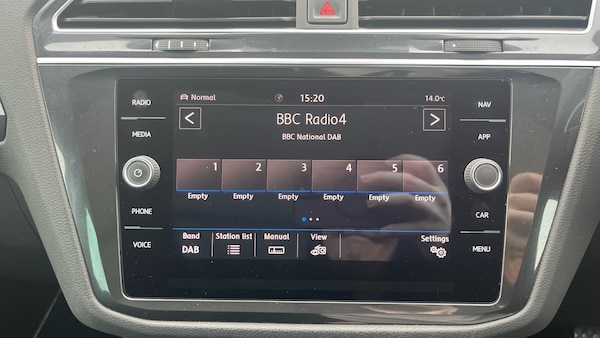 Normal 15:20 14.0°C
RADIO NAV
< BBC Radio4 >
BBC National DAB
MEDIA APP
1 2 3 4 5 6
Empty Empty Empty Empty Empty Empty
PHONE CAR
Band Station list Manual View Settings
VOICE DAB MENU